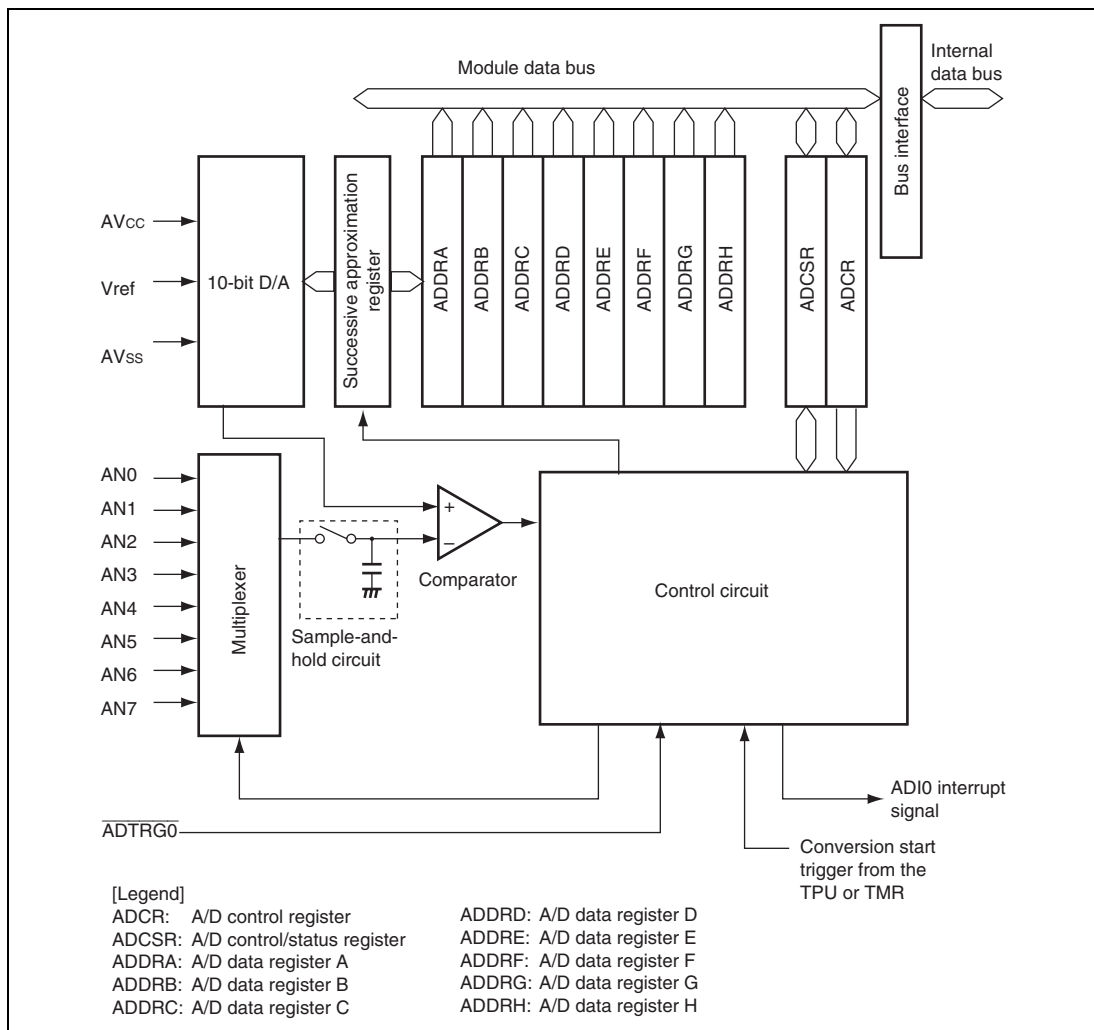 Module data bus
Internal
data bus
Bus interface
AVCC
Vref
AVSS
10-bit D/A
Successive approximation
register
ADDRA
ADDRB
ADDRC
ADDRD
ADDRE
ADDRF
ADDRG
ADDRH
ADCSR
ADCR
AN0
AN1
AN2
AN3
AN4
AN5
AN6
AN7
Multiplexer
+
–
Comparator
Sample-and-
hold circuit
Control circuit
ADI0 interrupt
signal
ADTRG0
Conversion start
trigger from the
TPU or TMR
[Legend]
ADCR: A/D control register
ADCSR: A/D control/status register
ADDRA: A/D data register A
ADDRB: A/D data register B
ADDRC: A/D data register C
ADDRD: A/D data register D
ADDRE: A/D data register E
ADDRF: A/D data register F
ADDRG: A/D data register G
ADDRH: A/D data register H